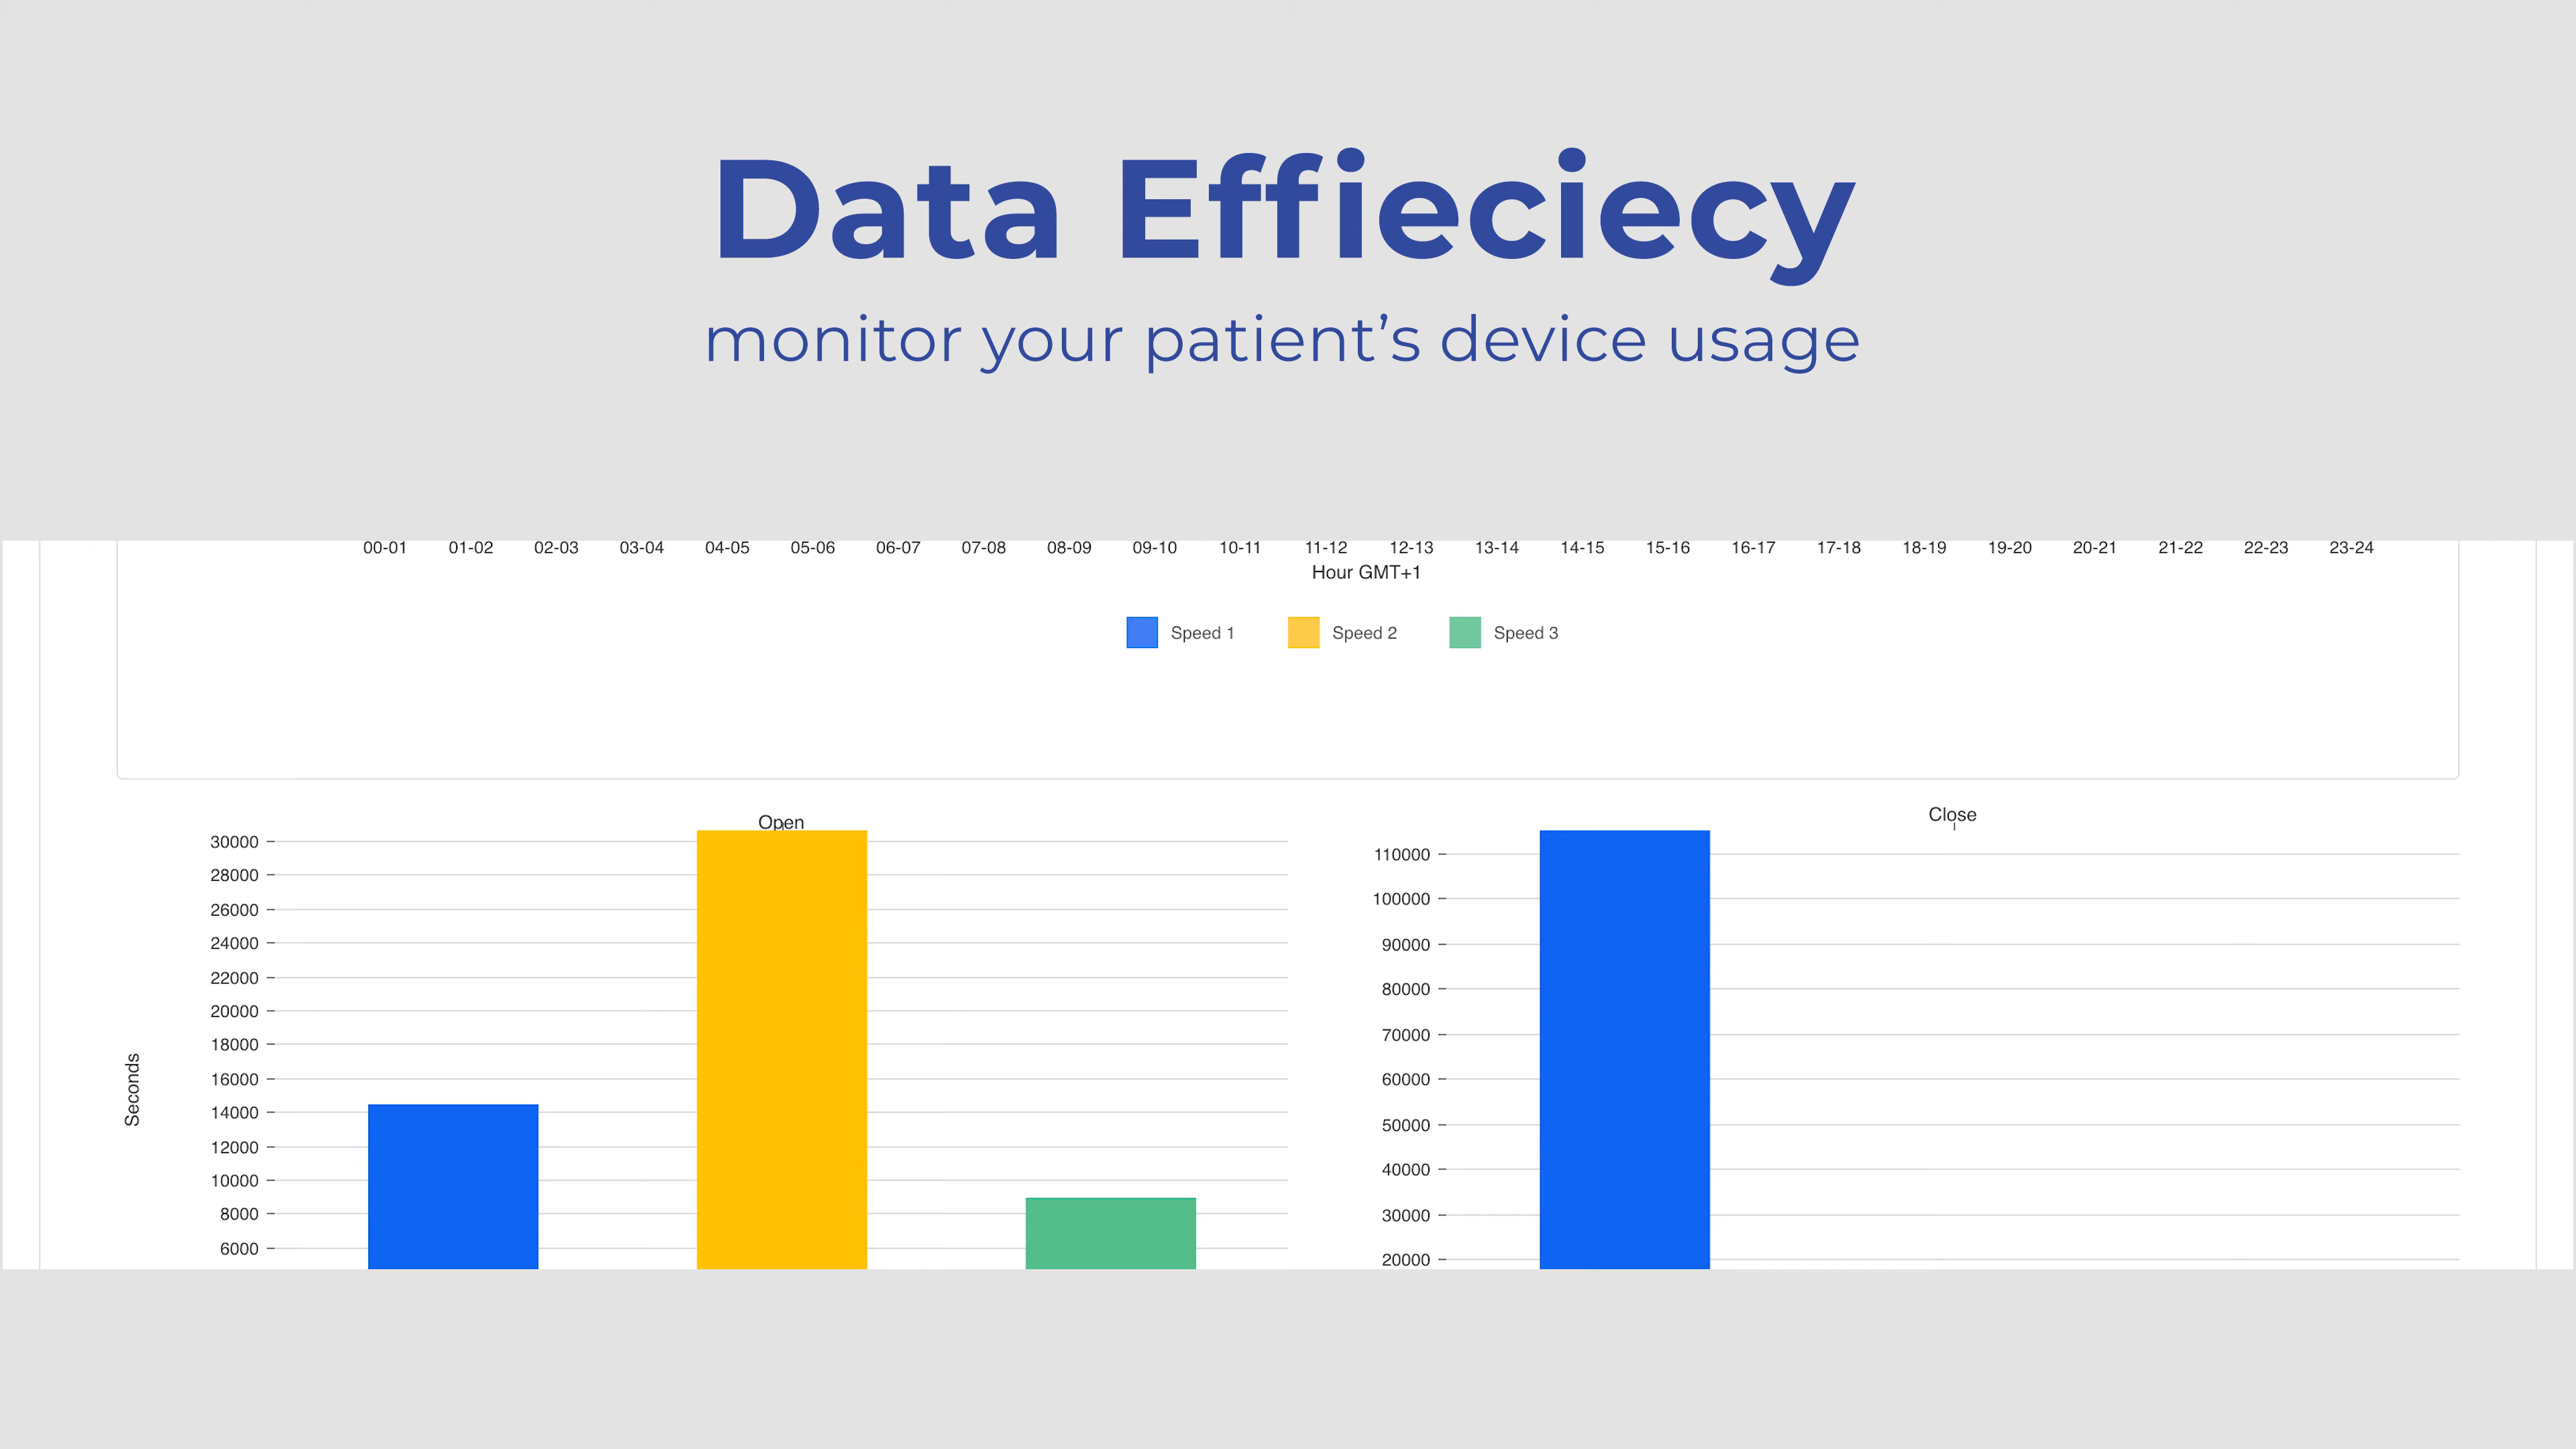 Data Effieciecy
monitor your patient’s device usage
00-01 01-02 02-03 03-04 04-05 05-06 06-07 07-08 08-09 09-10 10-11 11-12 12-13 13-14 14-15 15-16 16-17 17-18 18-19 19-20 20-21 21-22 22-23 23-24
Hour GMT+1
Speed 1 Speed 2 Speed 3
Open
30000
28000
26000
24000
22000
20000
18000
16000
14000
12000
10000
8000
6000
Seconds
Close
110000
100000
90000
80000
70000
60000
50000
40000
30000
20000